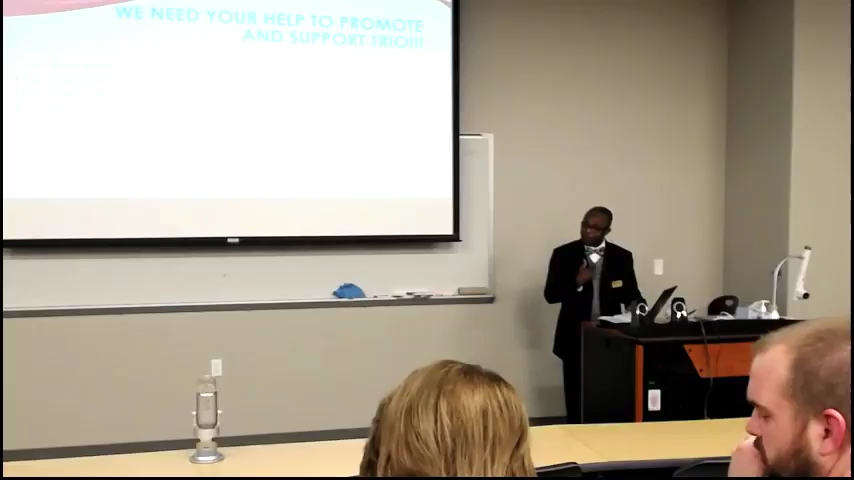 WE NEED YOUR HELP TO PROMOTE
AND SUPPORT TRIO!!!